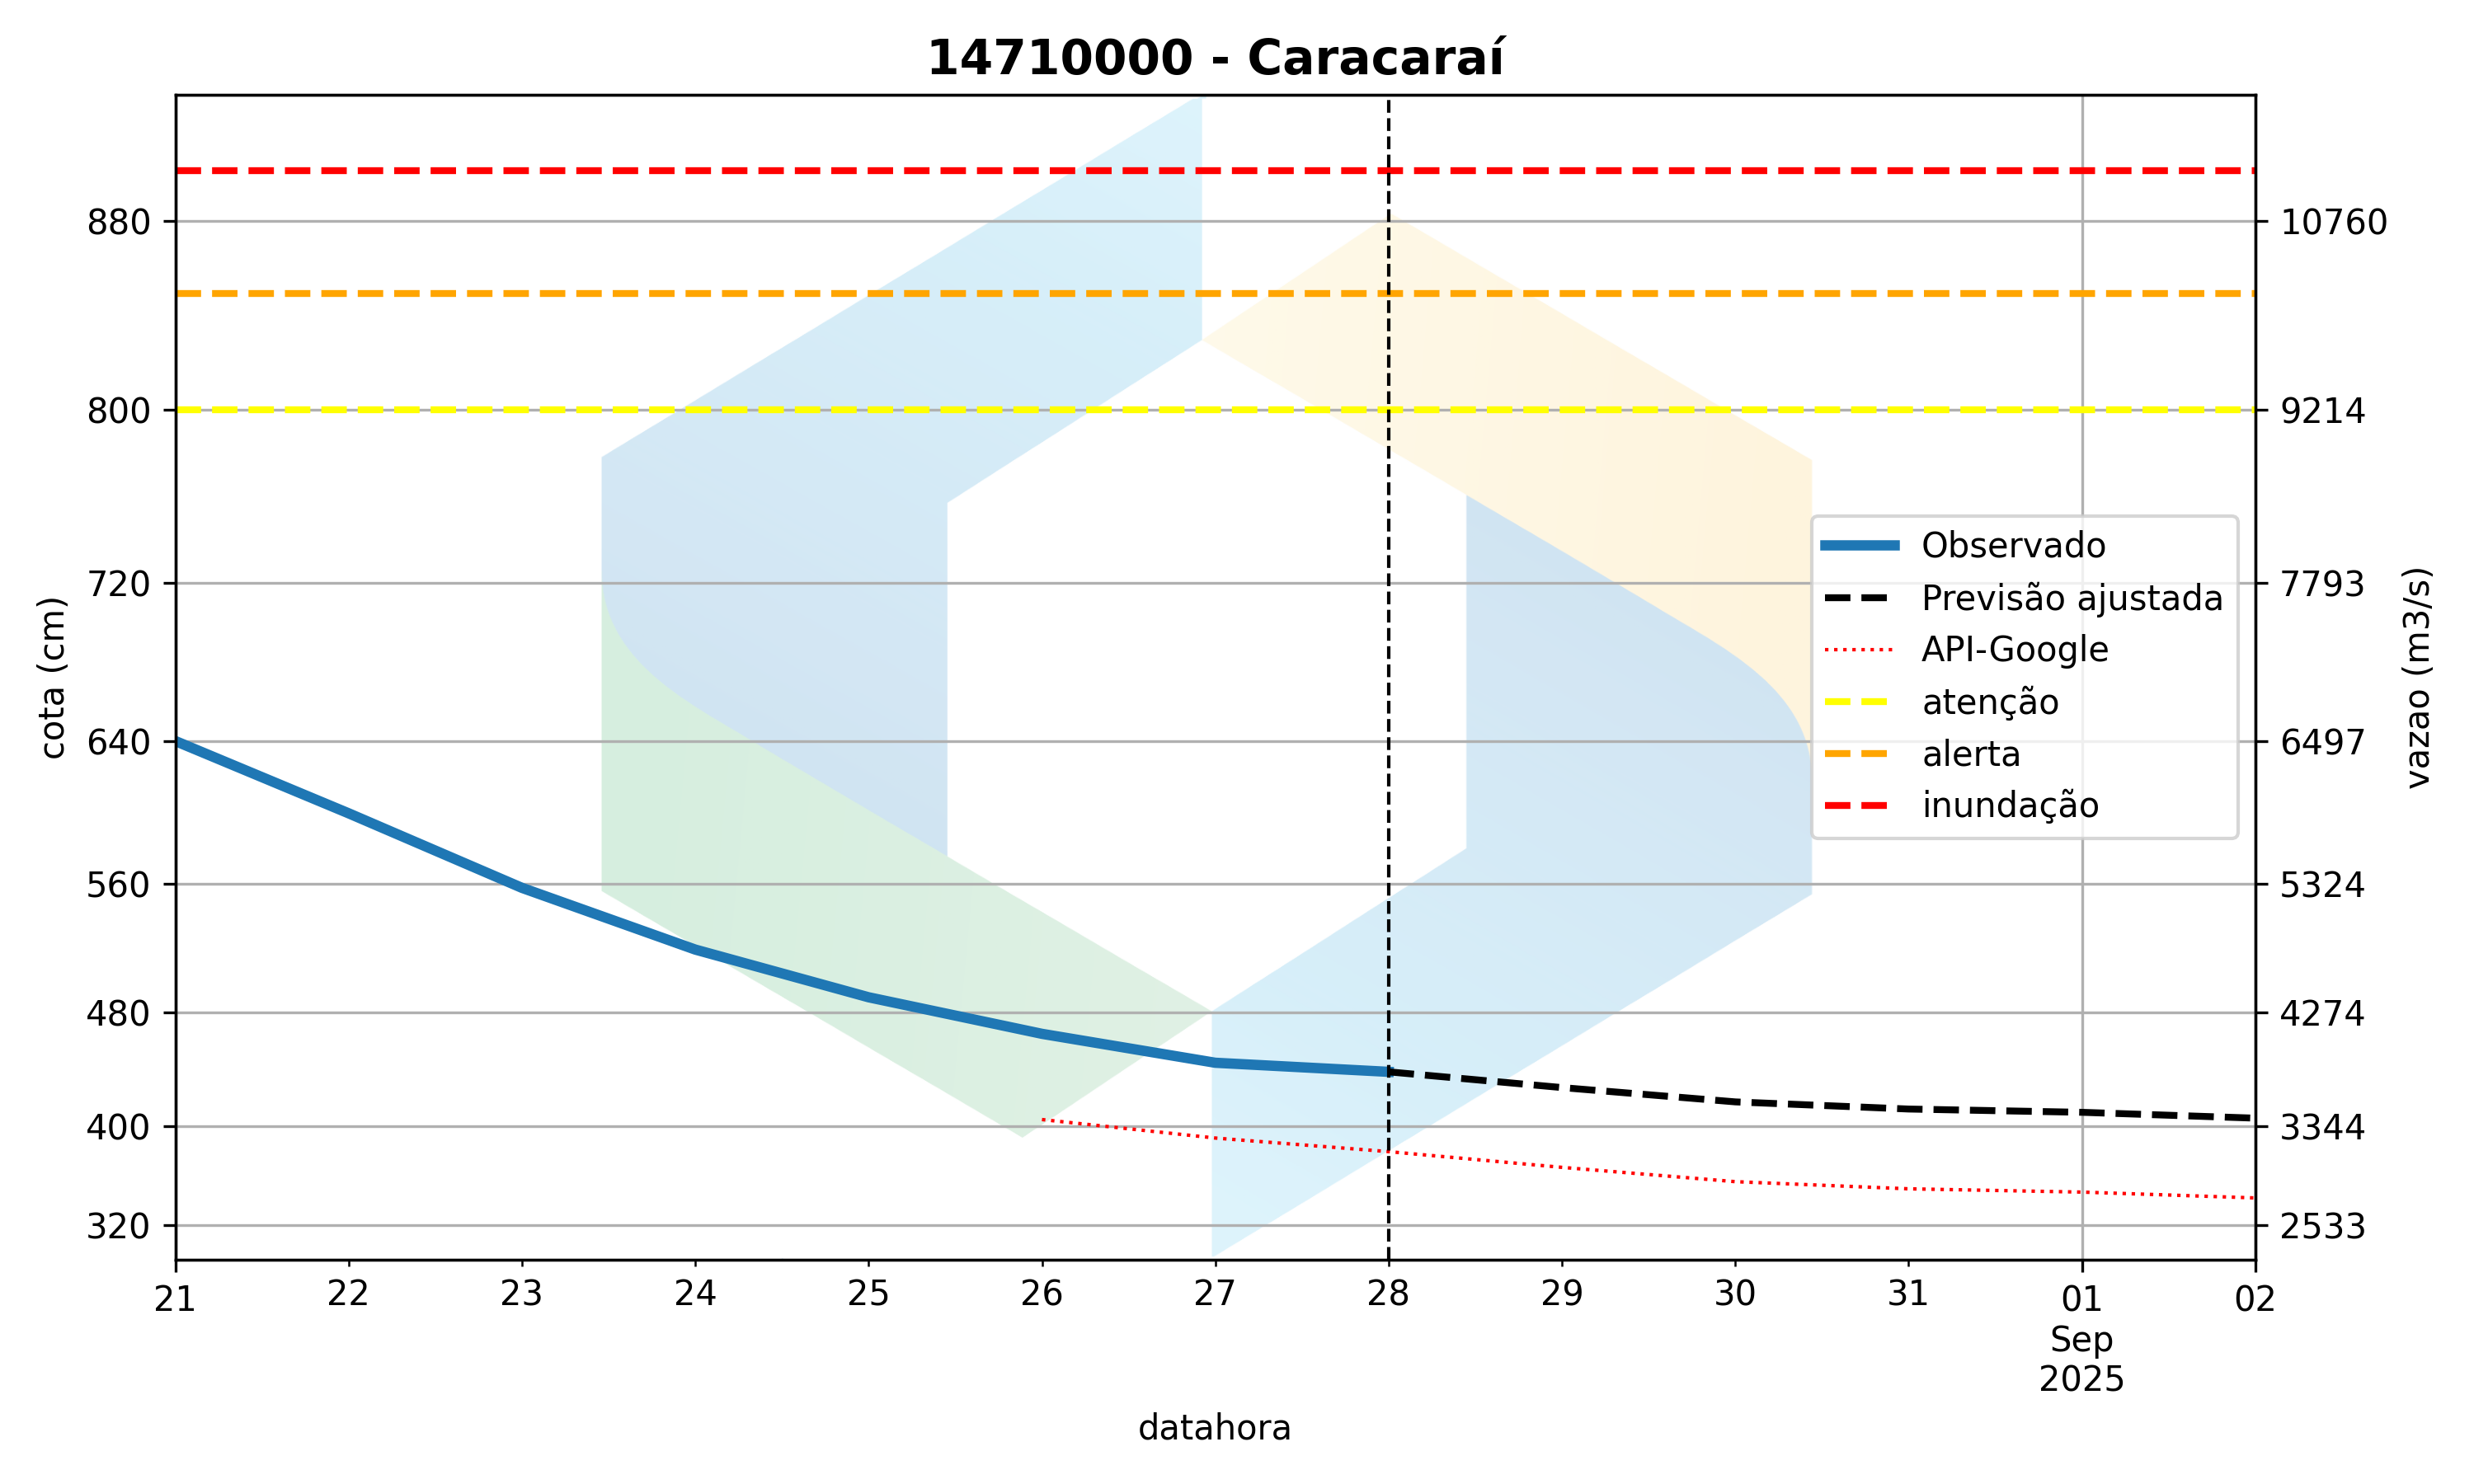 14710000 - Caracaraí
880
800
720
640
560
480
400
320
cota (cm)
10760
9214
7793
6497
5324
4274
3344
2533
vazao (m3/s)
Observado
Previsão ajustada
API-Google
atenção
alerta
inundação
21 22 23 24 25 26 27 28 29 30 31 01 02
Sep
2025
datahora